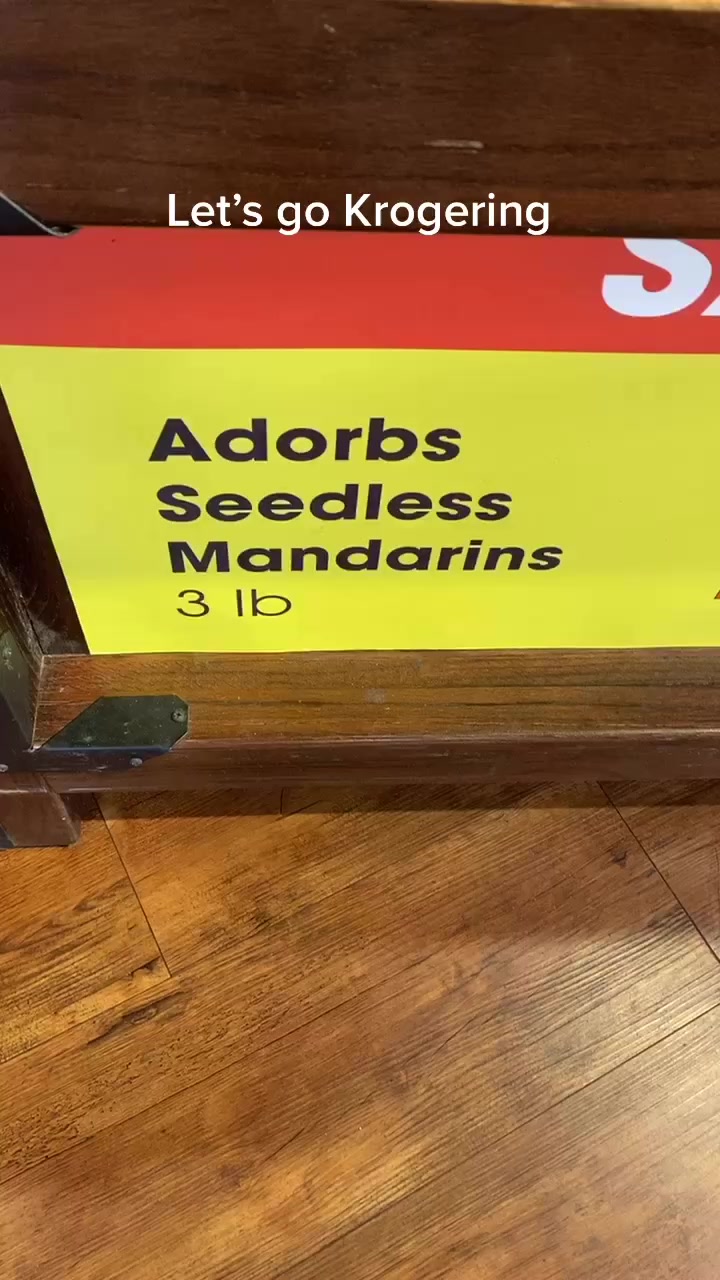 Let’s go Krogering
Adorbs
Seedless
Mandarins
3 lb